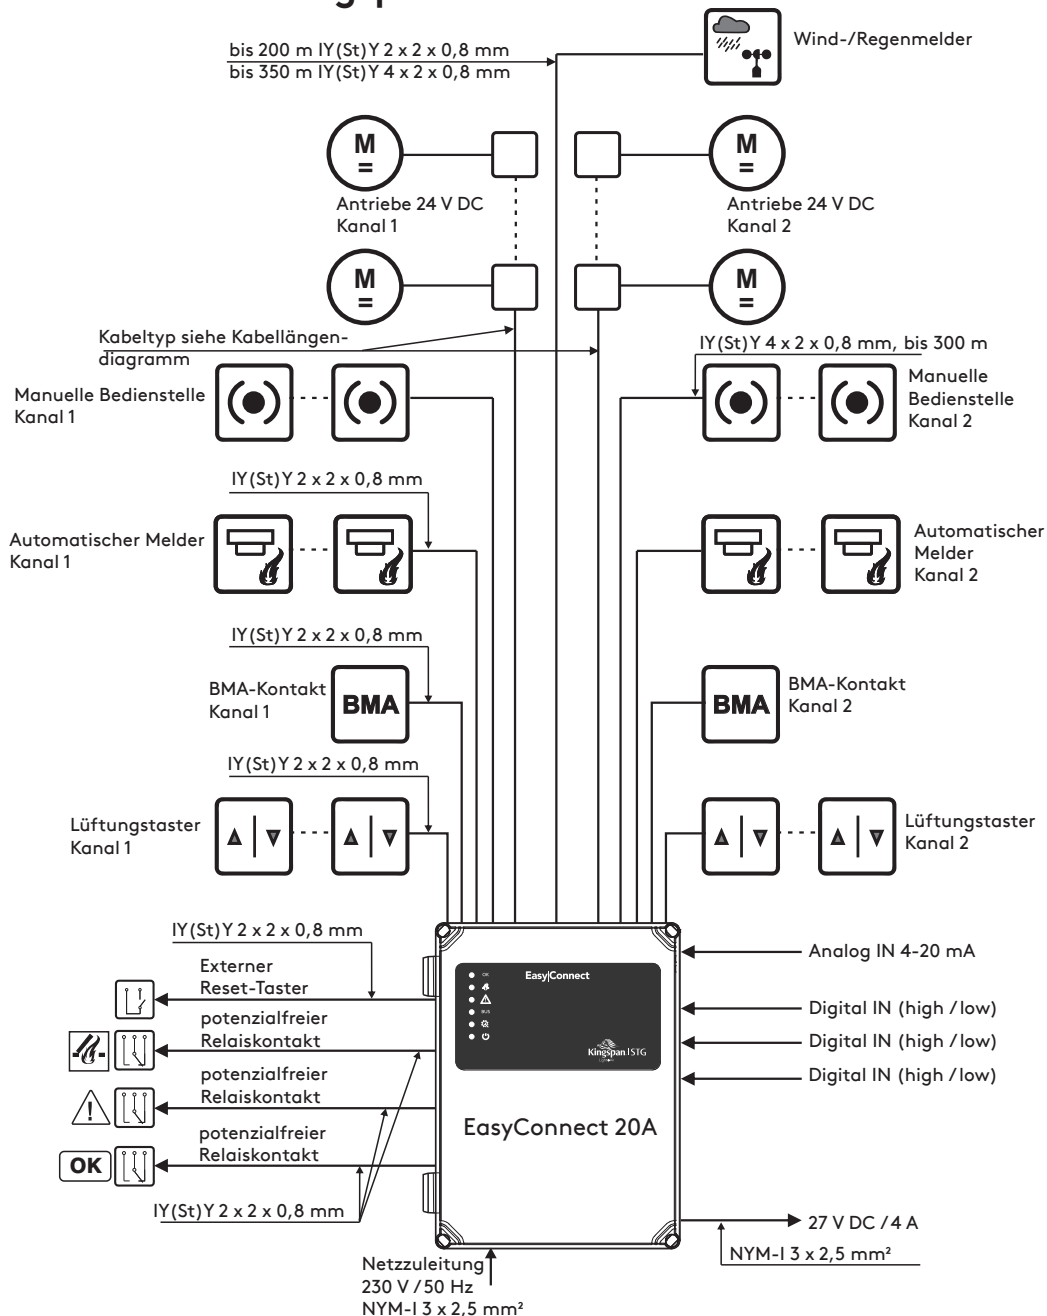 bis 200 m IY(St)Y 2 x 2 x 0,8 mm
bis 350 m IY(St)Y 4 x 2 x 0,8 mm
Wind-/Regenmelder
M
=
M
=
Antriebe 24 V DC
Kanal 1
Antriebe 24 V DC
Kanal 2
M
=
M
=
Kabeltyp siehe Kabellängen-
diagramm
IY(St)Y 4 x 2 x 0,8 mm, bis 300 m
Manuelle Bedienstelle
Kanal 1
Manuelle
Bedienstelle
Kanal 2
IY(St)Y 2 x 2 x 0,8 mm
Automatischer Melder
Kanal 1
Automatischer
Melder
Kanal 2
IY(St)Y 2 x 2 x 0,8 mm
BMA-Kontakt
Kanal 1
BMA
BMA
BMA-Kontakt
Kanal 2
IY(St)Y 2 x 2 x 0,8 mm
Lüftungstaster
Kanal 1
Lüftungstaster
Kanal 2
IY(St)Y 2 x 2 x 0,8 mm
Externer
Reset-Taster
potenzialfreier
Relaiskontakt
potenzialfreier
Relaiskontakt
potenzialfreier
Relaiskontakt
OK
IY(St)Y 2 x 2 x 0,8 mm
OK
BUS
Easy|Connect
Kingspan | STG
EasyConnect 20A
Analog IN 4-20 mA
Digital IN (high / low)
Digital IN (high / low)
Digital IN (high / low)
27 V DC / 4 A
NYM-I 3 x 2,5 mm²
Netzzuleitung
230 V / 50 Hz
NYM-I 3 x 2,5 mm²